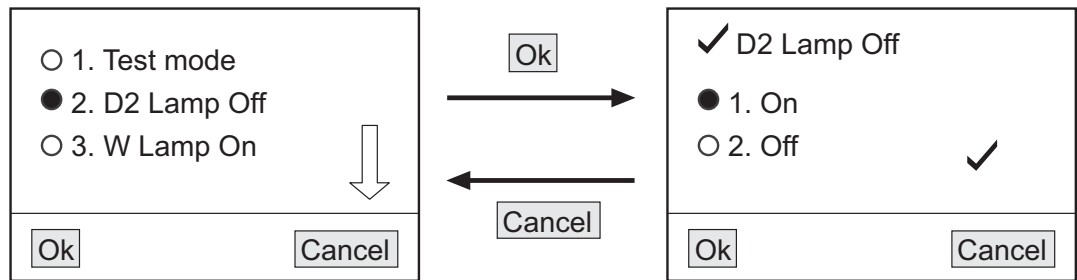 1. Test mode
2. D2 Lamp Off
3. W Lamp On
Ok Cancel
Ok
Cancel
D2 Lamp Off
1. On
2. Off
Ok Cancel